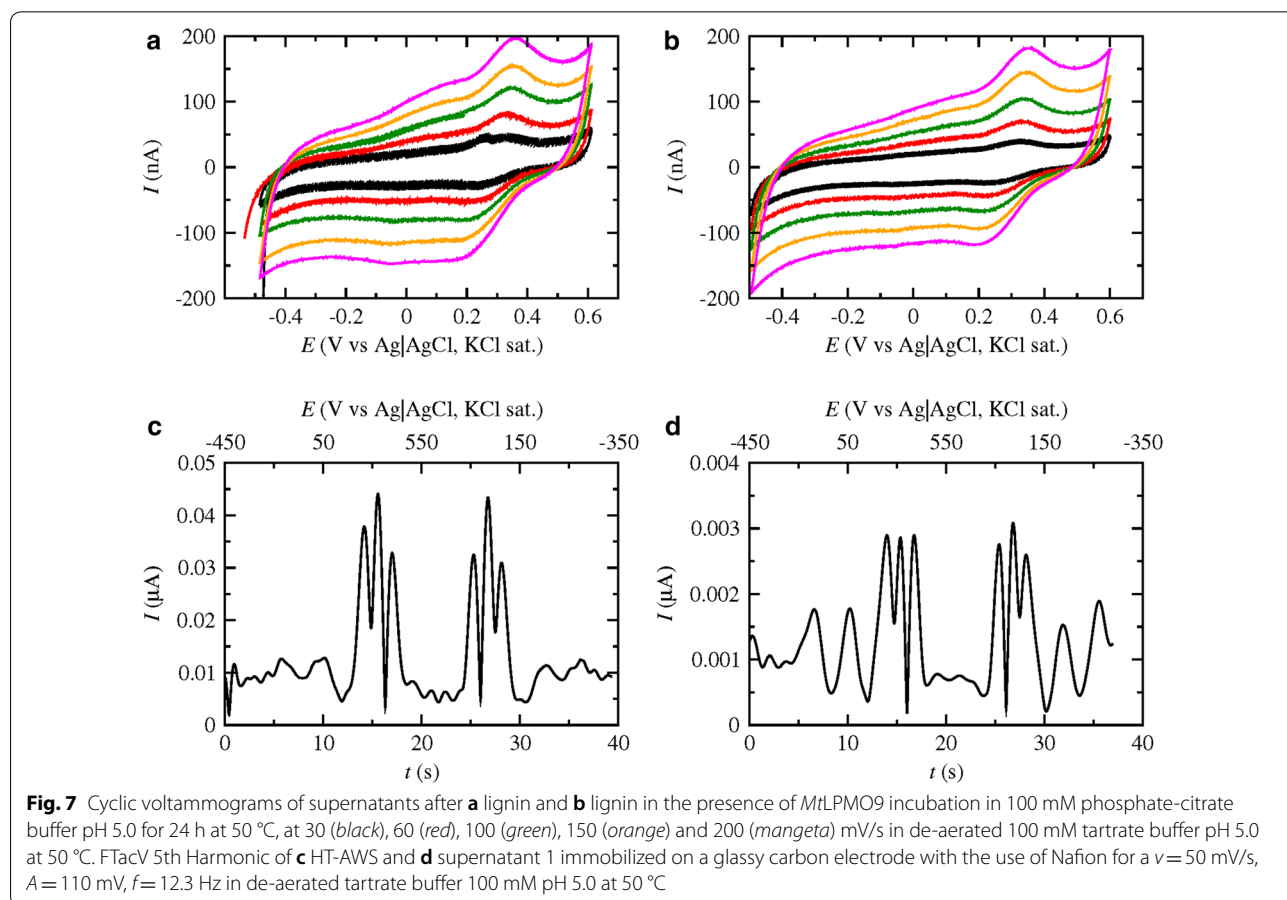 a
200
100
0
-100
-200
I (nA)
-0.4 -0.2 0 0.2 0.4 0.6
E (V vs Ag|AgCl, KCl sat.)
b
200
100
0
-100
-200
I (nA)
-0.4 -0.2 0 0.2 0.4 0.6
E (V vs Ag|AgCl, KCl sat.)
c
E (V vs Ag|AgCl, KCl sat.)
-450 50 550 150 -350
0.05
0.04
0.03
0.02
0.01
0
I (µA)
0 10 20 30 40
t (s)
d
E (V vs Ag|AgCl, KCl sat.)
-450 50 550 150 -350
0.004
0.003
0.002
0.001
0
I (µA)
0 10 20 30 40
t (s)
Fig. 7 Cyclic voltammograms of supernatants after a lignin and b lignin in the presence of MtLPMO9 incubation in 100 mM phosphate-citrate
buffer pH 5.0 for 24 h at 50 °C, at 30 (black), 60 (red), 100 (green), 150 (orange) and 200 (mangeta) mV/s in de-aerated 100 mM tartrate buffer pH 5.0
at 50 °C. FTacV 5th Harmonic of c HT-AWS and d supernatant 1 immobilized on a glassy carbon electrode with the use of Nafion for a v = 50 mV/s,
A = 110 mV, f = 12.3 Hz in de-aerated tartrate buffer 100 mM pH 5.0 at 50 °C